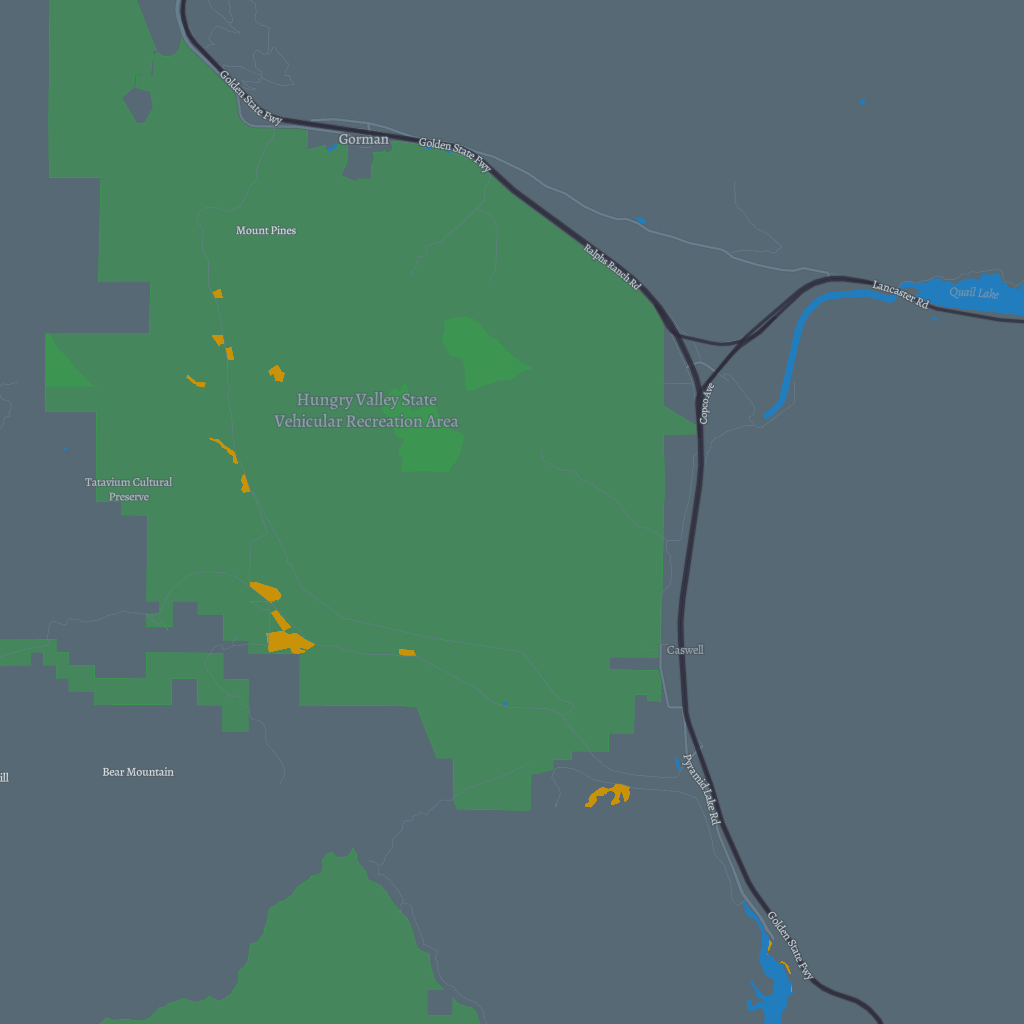 Golden State Fwy
Gorman
Golden State Fwy
Mount Pines
Ralphs Ranch Rd
Lancaster Rd
Quail Lake
Copco Ave
Hungry Valley State
Vehicular Recreation Area
Tatavium Cultural
Preserve
Caswell
Bear Mountain
ill
Pyramid Lake Rd
Golden State Fwy